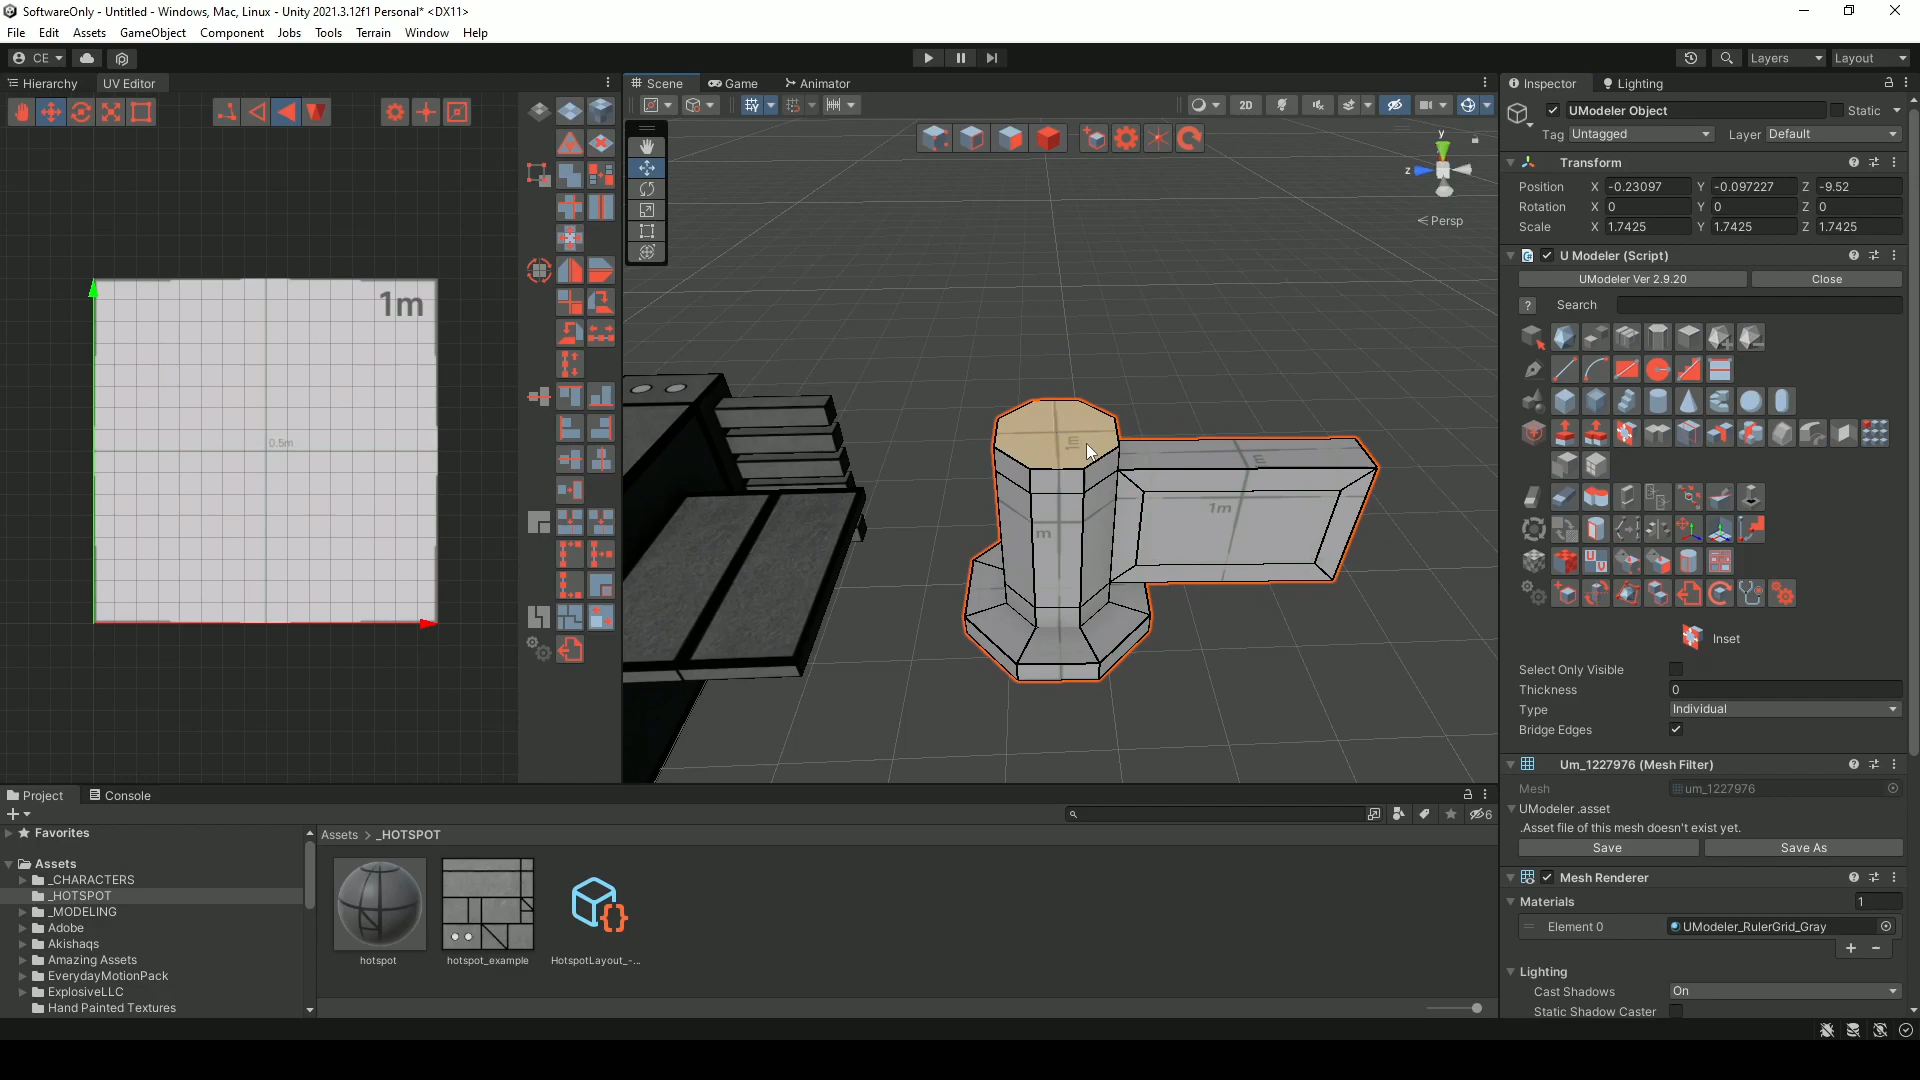 SoftwareOnly - Untitled - Windows, Mac, Linux - Unity 2021.3.12f1 Personal* <DX11>
File Edit Assets GameObject Component Jobs Tools Terrain Window Help
CE
Layers
Layout
Hierarchy
UV Editor
Scene
Game
Animator
Inspector
Lighting
2D
UModeler Object
Static
Tag Untagged
Layer Default
Transform
Position X -0.23097 Y -0.097227 Z -9.52
Rotation X 0 Y 0 Z 0
Scale X 1.7425 Y 1.7425 Z 1.7425
y
z
Persp
U Modeler (Script)
UModeler Ver 2.9.20
Close
? Search
1m
0.5m
1m
m
1m
m
Inset
Select Only Visible
Thickness 0
Type Individual
Bridge Edges
Um_1227976 (Mesh Filter)
Mesh um_1227976
UModeler .asset
.Asset file of this mesh doesn't exist yet.
Save
Save As
Mesh Renderer
Materials 1
Element 0 UModeler_RulerGrid_Gray
Lighting
Cast Shadows On
Static Shadow Caster
Project
Console
6
Favorites
Assets
_CHARACTERS
_HOTSPOT
_MODELING
Adobe
Akishaqs
Amazing Assets
EverydayMotionPack
ExplosiveLLC
Hand Painted Textures
Assets > _HOTSPOT
hotspot
hotspot_example
HotspotLayout_-...